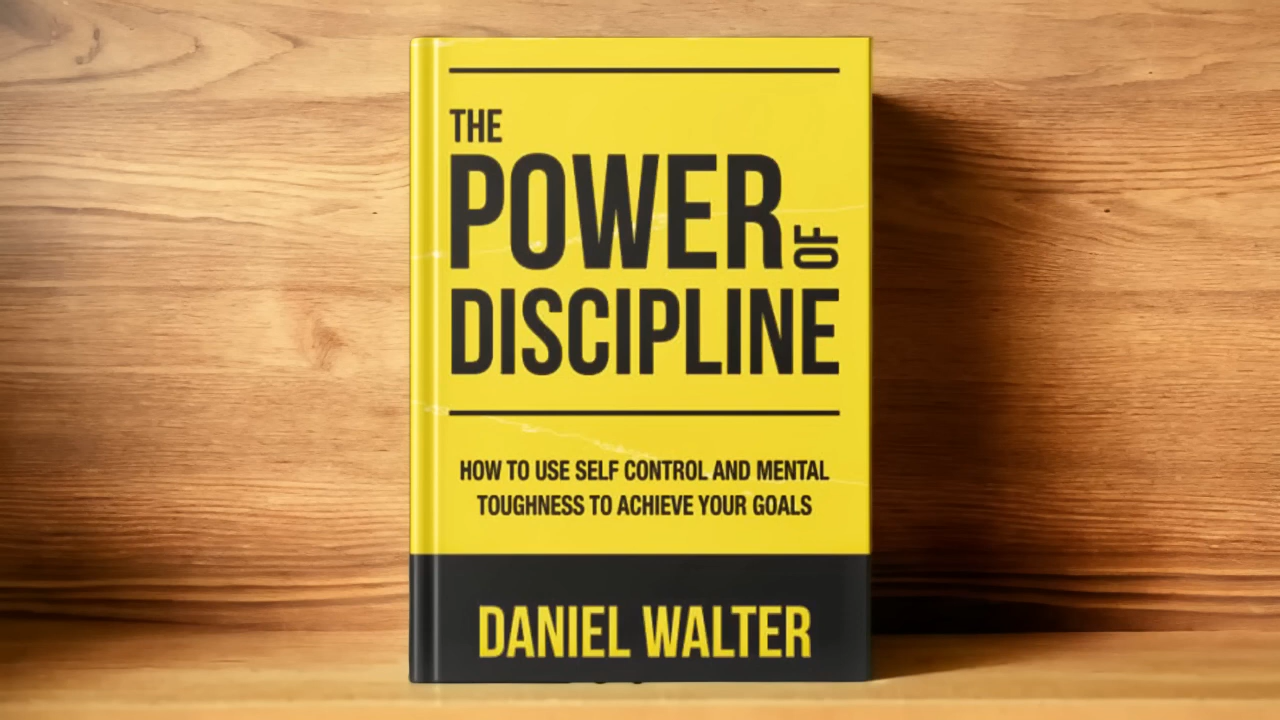 THE
POWER OF
DISCIPLINE
HOW TO USE SELF CONTROL AND MENTAL
TOUGHNESS TO ACHIEVE YOUR GOALS
DANIEL WALTER